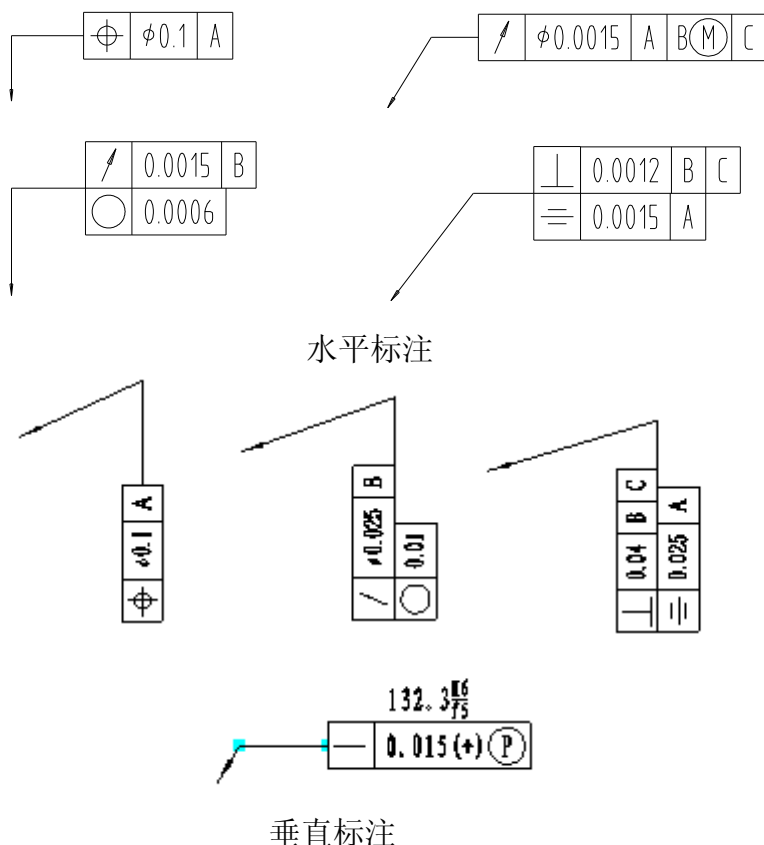 ⌖ ϕ0.1 A
↗ ϕ0.0015 A BⓂ C
↗ 0.0015 B
○ 0.0006
⊥ 0.0012 B C
⌯ 0.0015 A
水平标注
⌖ ϕ0.1 A
/ ϕ0.025 B
○ 0.01
⊥ 0.04 B C
⌯ 0.025 A
132.3
f5
— 0.015(+)Ⓟ
垂直标注